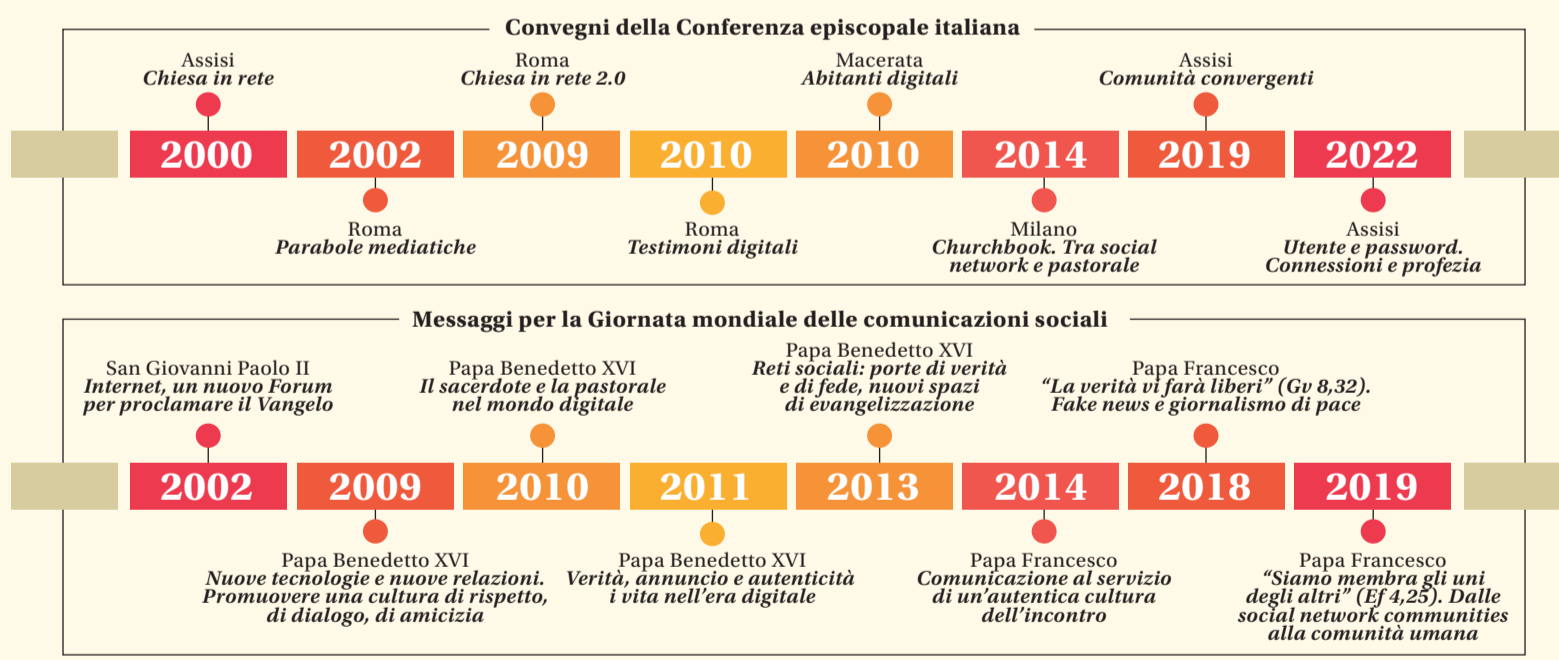 Convegni della Conferenza episcopale italiana
Assisi
Chiesa in rete
Roma
Chiesa in rete 2.0
Macerata
Abitanti digitali
Assisi
Comunità convergenti
2000
2002
2009
2010
2010
2014
2019
2022
Roma
Parabole mediatiche
Roma
Testimoni digitali
Milano
Churchbook. Tra social
network e pastorale
Assisi
Utente e password.
Connessioni e profezia
Messaggi per la Giornata mondiale delle comunicazioni sociali
San Giovanni Paolo II
Internet, un nuovo Forum
per proclamare il Vangelo
Papa Benedetto XVI
Il sacerdote e la pastorale
nel mondo digitale
Papa Benedetto XVI
Reti sociali: porte di verità
e di fede, nuovi spazi
di evangelizzazione
Papa Francesco
“La verità vi farà liberi” (Gv 8,32).
Fake news e giornalismo di pace
2002
2009
2010
2011
2013
2014
2018
2019
Papa Benedetto XVI
Nuove tecnologie e nuove relazioni.
Promuovere una cultura di rispetto,
di dialogo, di amicizia
Papa Benedetto XVI
Verità, annuncio e autenticità
i vita nell’era digitale
Papa Francesco
Comunicazione al servizio
di un’autentica cultura
dell’incontro
Papa Francesco
“Siamo membra gli uni
degli altri” (Ef 4,25). Dalle
social network communities
alla comunità umana